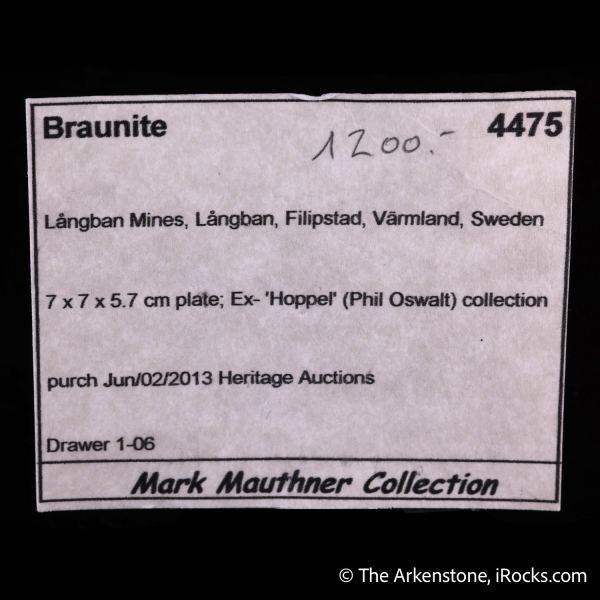 Braunite 1200.- 4475
Långban Mines, Långban, Filipstad, Värmland, Sweden
7 x 7 x 5.7 cm plate; Ex- 'Hoppel' (Phil Oswalt) collection
purch Jun/02/2013 Heritage Auctions
Drawer 1-06
Mark Mauthner Collection
© The Arkenstone, iRocks.com